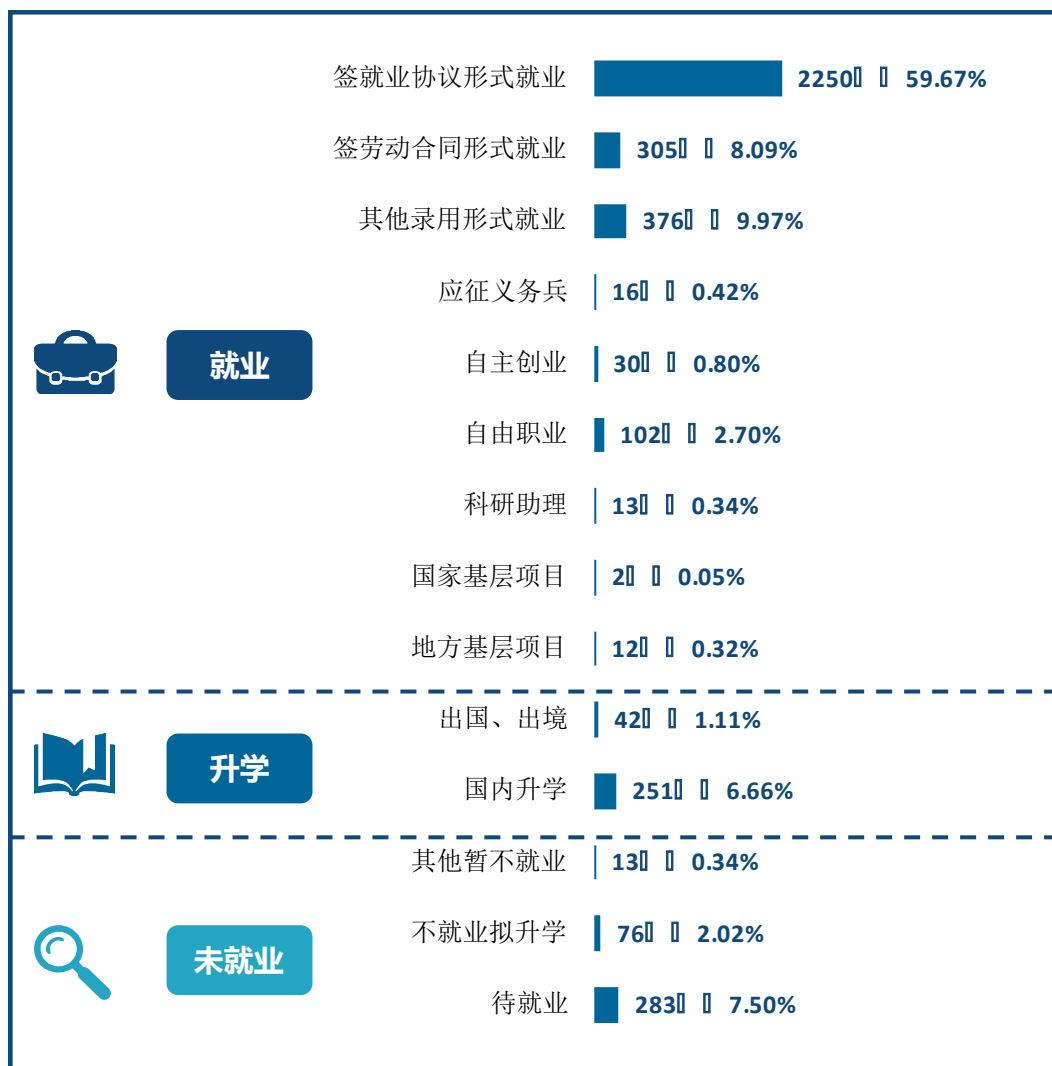 签就业协议形式就业 2250 59.67%
签劳动合同形式就业 305 8.09%
其他录用形式就业 376 9.97%
应征义务兵 16 0.42%
就业
自主创业 30 0.80%
自由职业 102 2.70%
科研助理 13 0.34%
国家基层项目 2 0.05%
地方基层项目 12 0.32%
出国、出境 42 1.11%
升学
国内升学 251 6.66%
其他暂不就业 13 0.34%
不就业拟升学 76 2.02%
未就业
待就业 283 7.50%